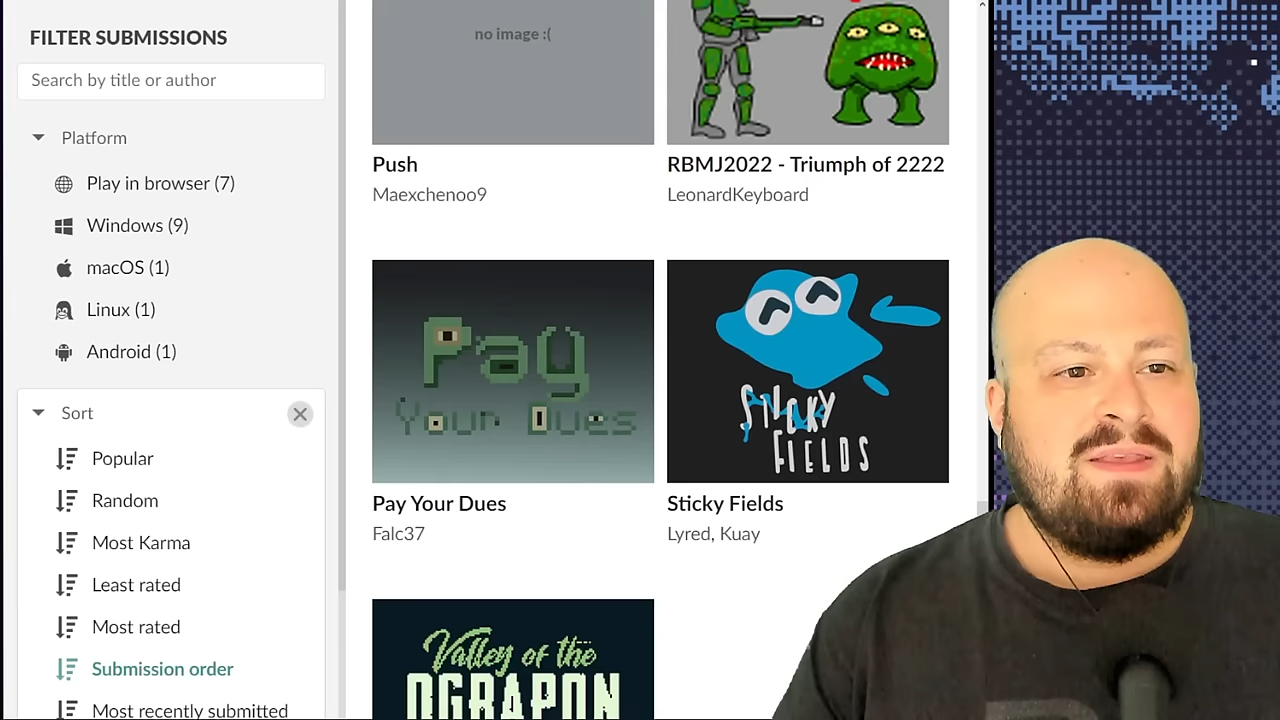 FILTER SUBMISSIONS
Search by title or author
Platform
Play in browser (7)
Windows (9)
macOS (1)
Linux (1)
Android (1)
Sort
Popular
Random
Most Karma
Least rated
Most rated
Submission order
Most recently submitted
no image :(
Push
Maexchenoo9
RBMJ2022 - Triumph of 2222
LeonardKeyboard
Pay
Your Dues
Pay Your Dues
Falc37
STICKY
FIELDS
Sticky Fields
Lyred, Kuay
Valley of the
OGRAPON